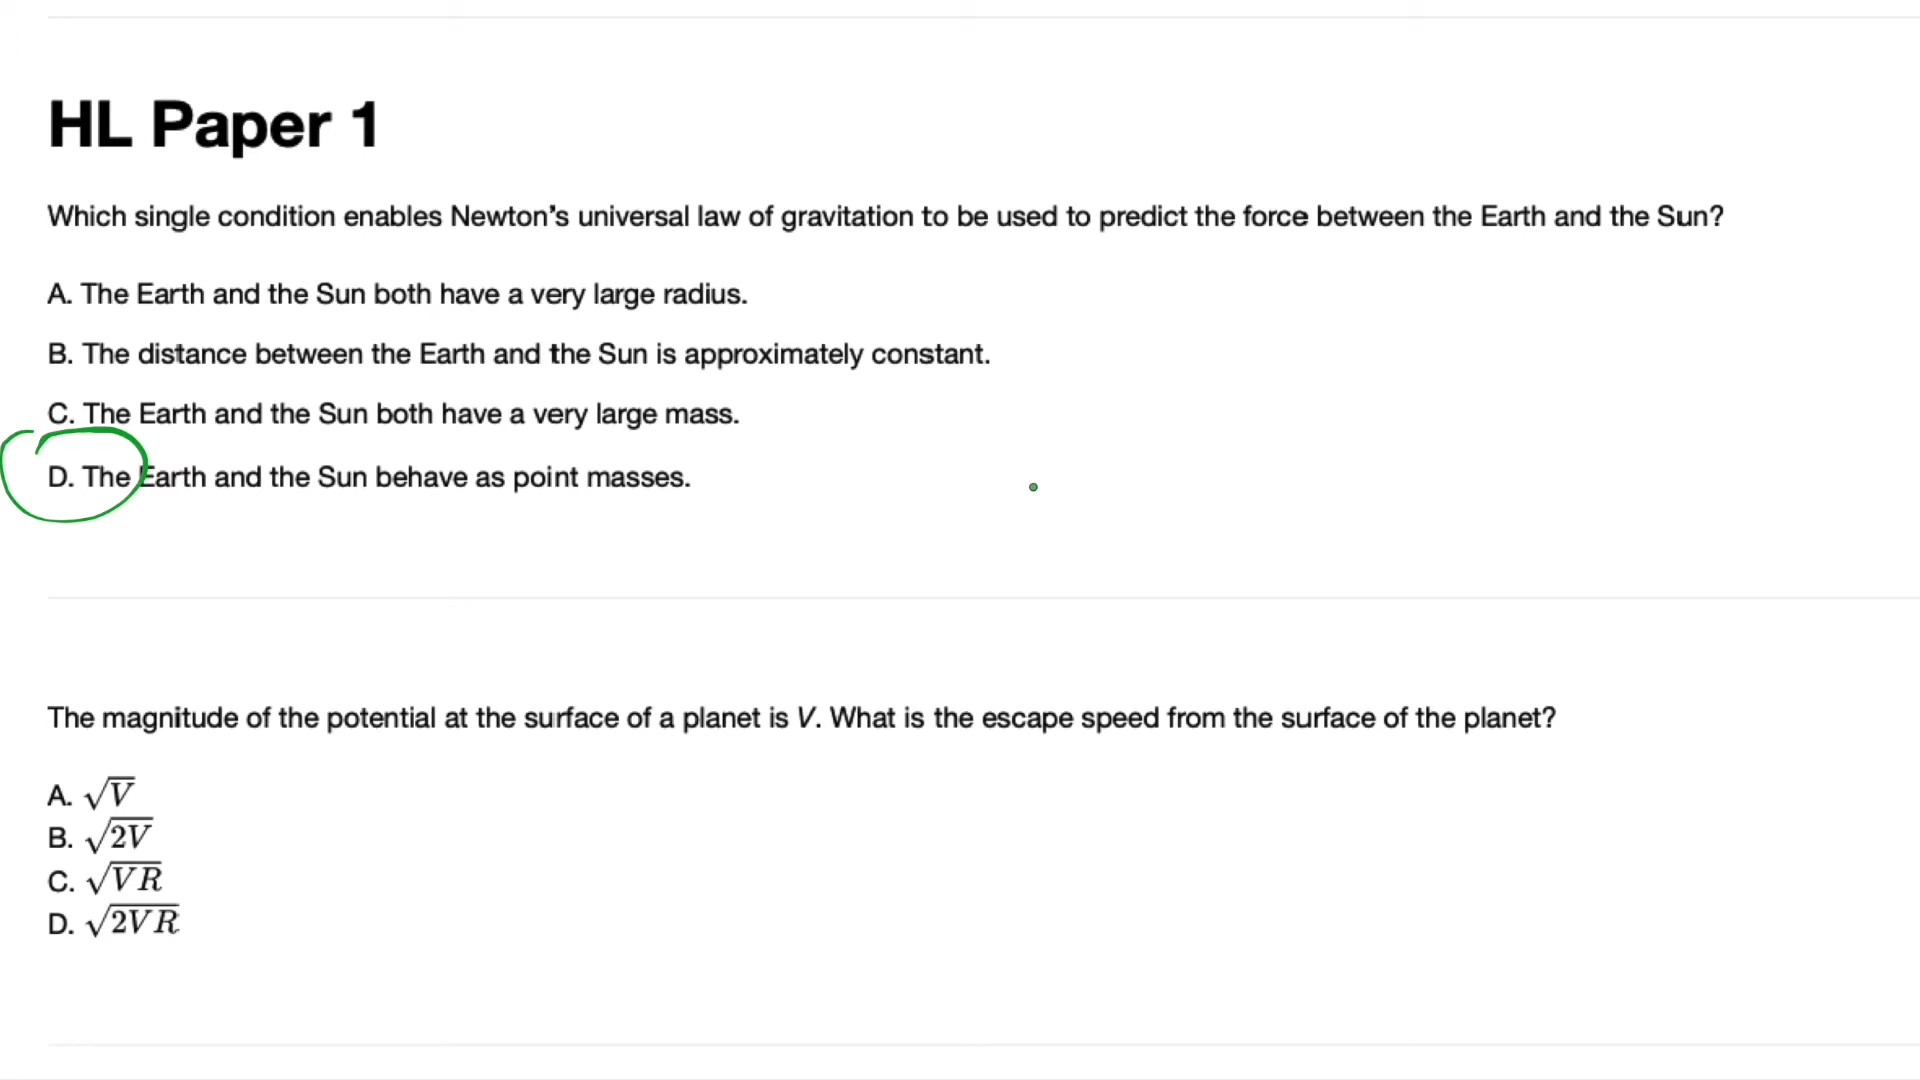 HL Paper 1
Which single condition enables Newton’s universal law of gravitation to be used to predict the force between the Earth and the Sun?
A. The Earth and the Sun both have a very large radius.
B. The distance between the Earth and the Sun is approximately constant.
C. The Earth and the Sun both have a very large mass.
D. The Earth and the Sun behave as point masses.
The magnitude of the potential at the surface of a planet is V. What is the escape speed from the surface of the planet?
A. √V
B. √2V
C. √VR
D. √2VR